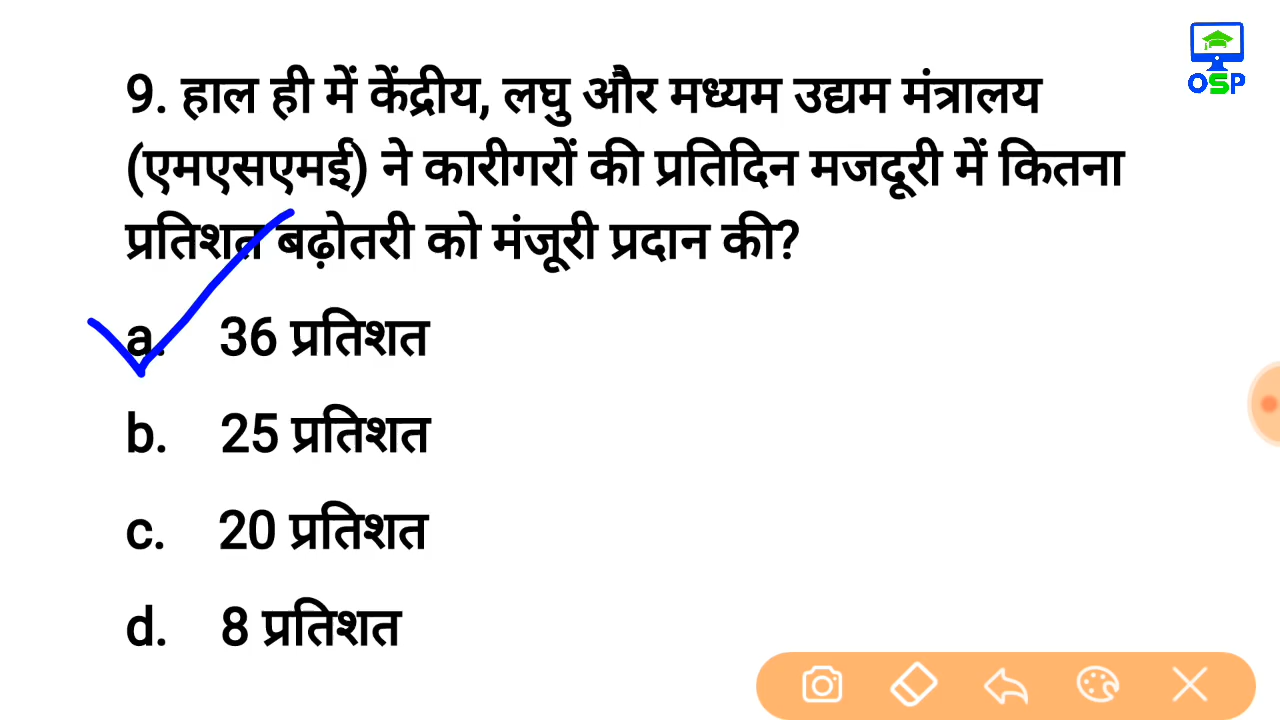 OSP
9. हाल ही में केंद्रीय, लघु और मध्यम उद्यम मंत्रालय
(एमएसएमई) ने कारीगरों की प्रतिदिन मजदूरी में कितना
प्रतिशत बढ़ोतरी को मंजूरी प्रदान की?
a. 36 प्रतिशत
b. 25 प्रतिशत
c. 20 प्रतिशत
d. 8 प्रतिशत